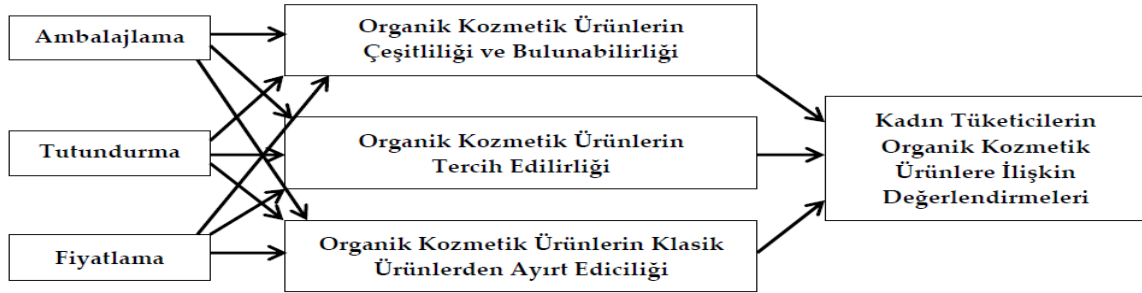 Ambalajlama
Tutundurma
Fiyatlama
Organik Kozmetik Ürünlerin
Çeşitliliği ve Bulunabilirliği
Organik Kozmetik Ürünlerin
Tercih Edilirliği
Organik Kozmetik Ürünlerin Klasik
Ürünlerden Ayırt Ediciliği
Kadın Tüketicilerin
Organik Kozmetik
Ürünlere İlişkin
Değerlendirmeleri